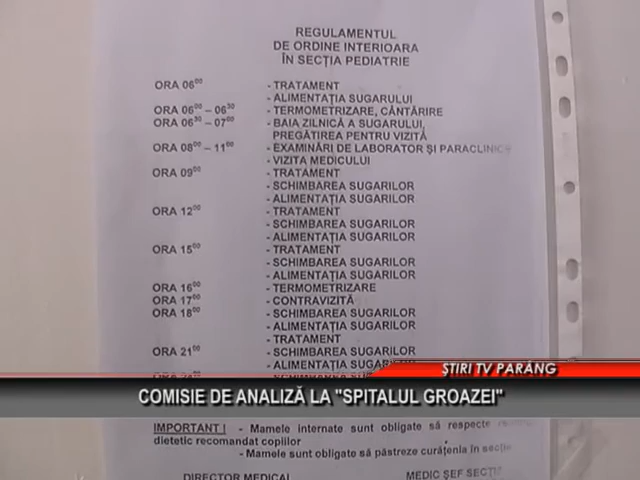 REGULAMENTUL
DE ORDINE INTERIOARA
ÎN SECȚIA PEDIATRIE
ORA 06⁰⁰ - TRATAMENT
- ALIMENTAȚIA SUGARULUI
ORA 06⁰⁰ – 06³⁰ - TERMOMETRIZARE, CÂNTĂRIRE
ORA 06³⁰ – 07⁰⁰ - BAIA ZILNICĂ A SUGARULUI,
PREGĂTIREA PENTRU VIZITĂ
ORA 08⁰⁰ – 11⁰⁰ - EXAMINĂRI DE LABORATOR ȘI PARACLINICE
- VIZITA MEDICULUI
ORA 09⁰⁰ - TRATAMENT
- SCHIMBAREA SUGARILOR
- ALIMENTAȚIA SUGARILOR
ORA 12⁰⁰ - TRATAMENT
- SCHIMBAREA SUGARILOR
- ALIMENTAȚIA SUGARILOR
ORA 15⁰⁰ - TRATAMENT
- SCHIMBAREA SUGARILOR
- ALIMENTAȚIA SUGARILOR
ORA 16⁰⁰ - TERMOMETRIZARE
ORA 17⁰⁰ - CONTRAVIZITĂ
ORA 18⁰⁰ - SCHIMBAREA SUGARILOR
- ALIMENTAȚIA SUGARILOR
- TRATAMENT
ORA 21⁰⁰ - SCHIMBAREA SUGARILOR
- ALIMENTAȚIA
ȘTIRI TV PARÂNG
COMISIE DE ANALIZĂ LA "SPITALUL GROAZEI"
IMPORTANT ! - Mamele internate sunt obligate să respecte
dietetic recomandat copiilor
- Mamele sunt obligate să păstreze curățenia în secție
DIRECTOR MEDICAL MEDIC ȘEF SECȚIE